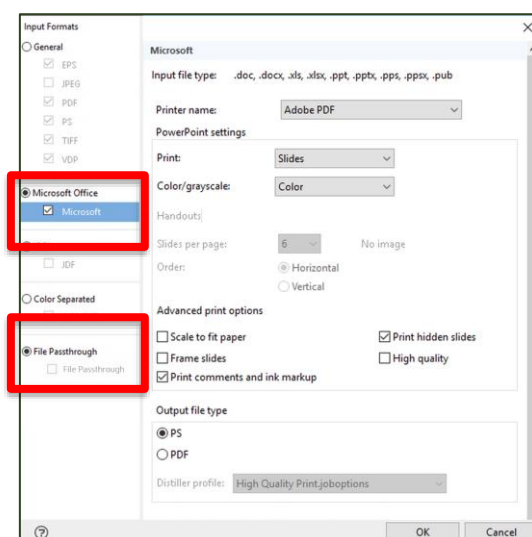 Input Formats
General
EPS
JPEG
PDF
PS
TIFF
VDP
Microsoft Office
Microsoft
JDF
Color Separated
File Passthrough
File Passthrough
Microsoft
Input file type: .doc, .docx, .xls, .xlsx, .ppt, .pptx, .pps, .ppsx, .pub
Printer name: Adobe PDF
PowerPoint settings
Print: Slides
Color/grayscale: Color
Handouts
Slides per page: 6 No image
Order: Horizontal
Vertical
Advanced print options
Scale to fit paper Print hidden slides
Frame slides High quality
Print comments and ink markup
Output file type
PS
PDF
Distiller profile: High Quality Print.joboptions
OK Cancel